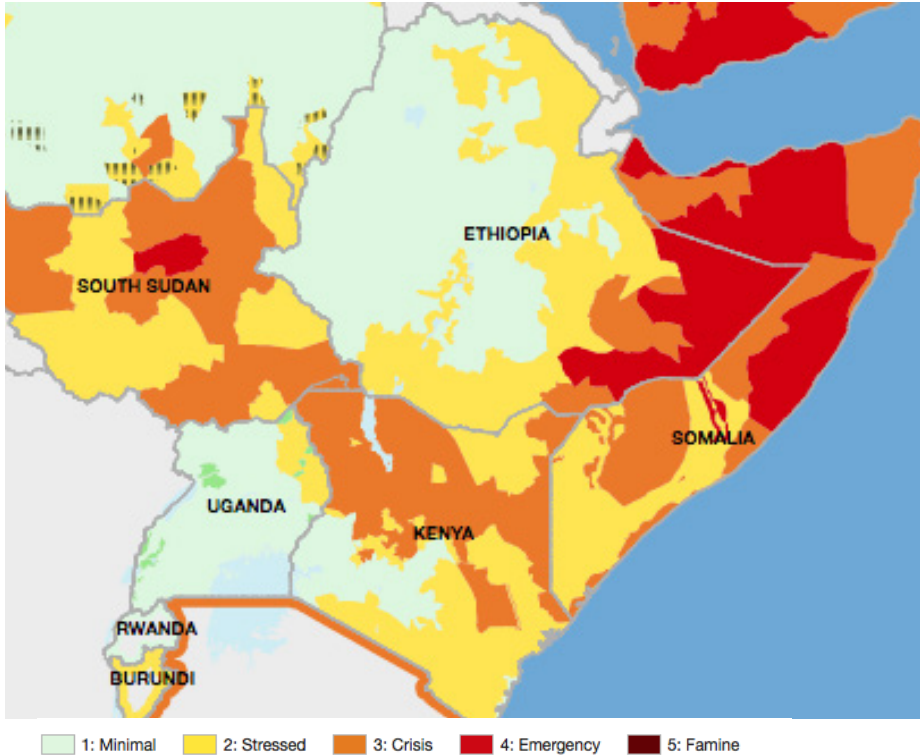 ETHIOPIA
SOUTH SUDAN
SOMALIA
UGANDA
KENYA
RWANDA
BURUNDI
1: Minimal 2: Stressed 3: Crisis 4: Emergency 5: Famine